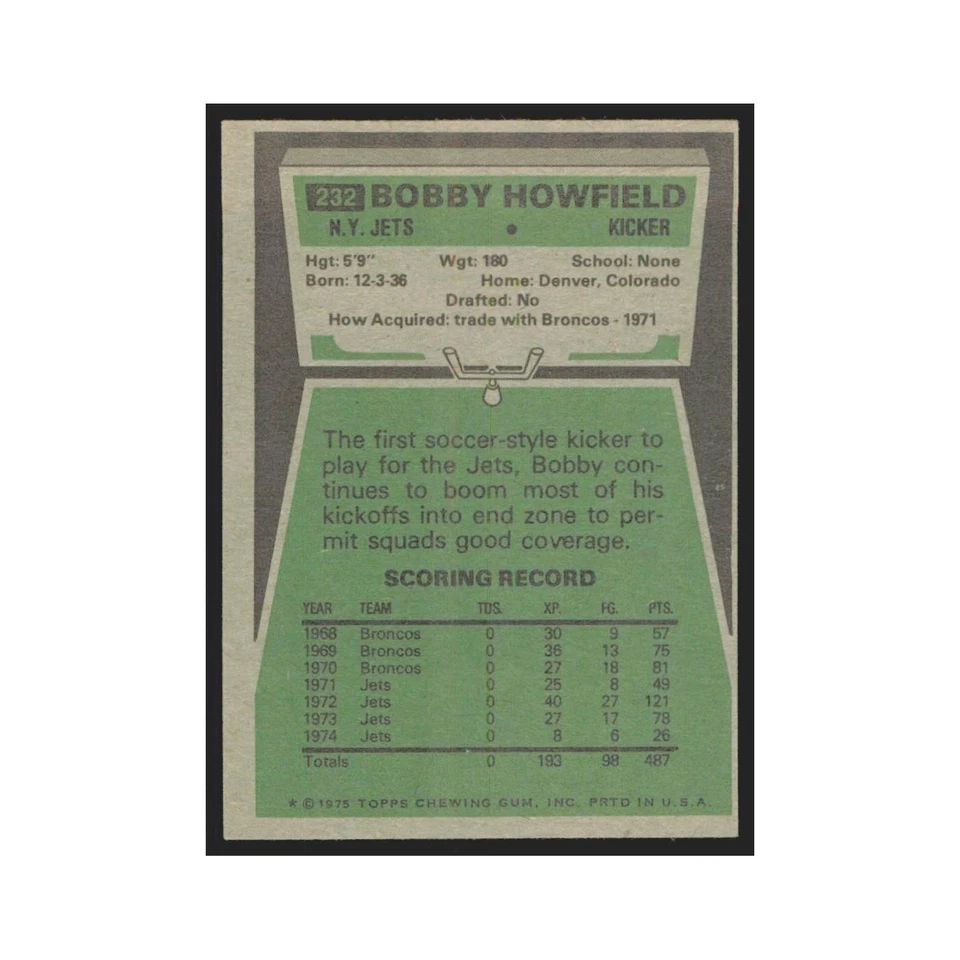 232 BOBBY HOWFIELD
N.Y. JETS • KICKER
Hgt: 5'9" Wgt: 180 School: None
Born: 12-3-36 Home: Denver, Colorado
Drafted: No
How Acquired: trade with Broncos - 1971
The first soccer-style kicker to
play for the Jets, Bobby con-
tinues to boom most of his
kickoffs into end zone to per-
mit squads good coverage.
SCORING RECORD
YEAR TEAM TDS. XP. FG. PTS.
1968 Broncos 0 30 9 57
1969 Broncos 0 36 13 75
1970 Broncos 0 27 18 81
1971 Jets 0 25 8 49
1972 Jets 0 40 27 121
1973 Jets 0 27 17 78
1974 Jets 0 8 6 26
Totals 0 193 98 487
* © 1975 TOPPS CHEWING GUM, INC. PRTD IN U.S.A.